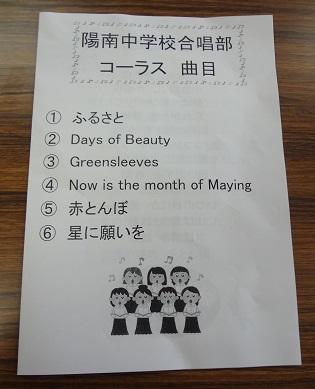 陽南中学校合唱部
コーラス 曲目
① ふるさと
② Days of Beauty
③ Greensleeves
④ Now is the month of Maying
⑤ 赤とんぼ
⑥ 星に願いを